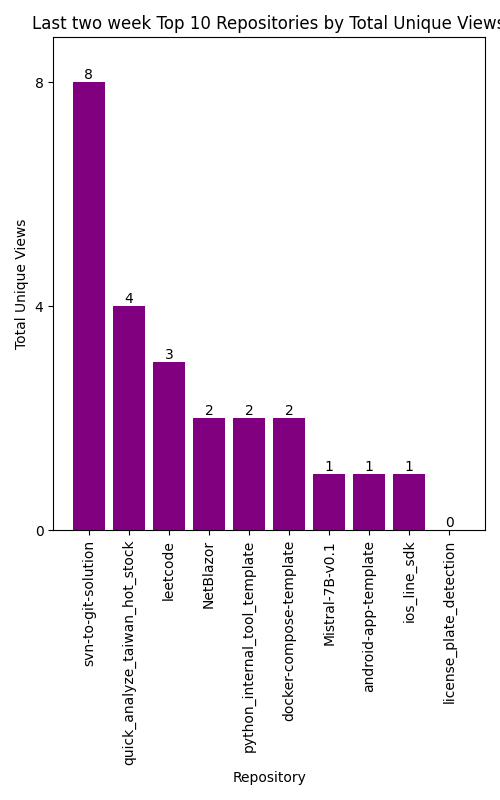 Last two week Top 10 Repositories by Total Unique Views
8
4
0
Total Unique Views
8
4
3
2
2
2
1
1
1
0
svn-to-git-solution
quick_analyze_taiwan_hot_stock
leetcode
NetBlazor
python_internal_tool_template
docker-compose-template
Mistral-7B-v0.1
android-app-template
ios_line_sdk
license_plate_detection
Repository